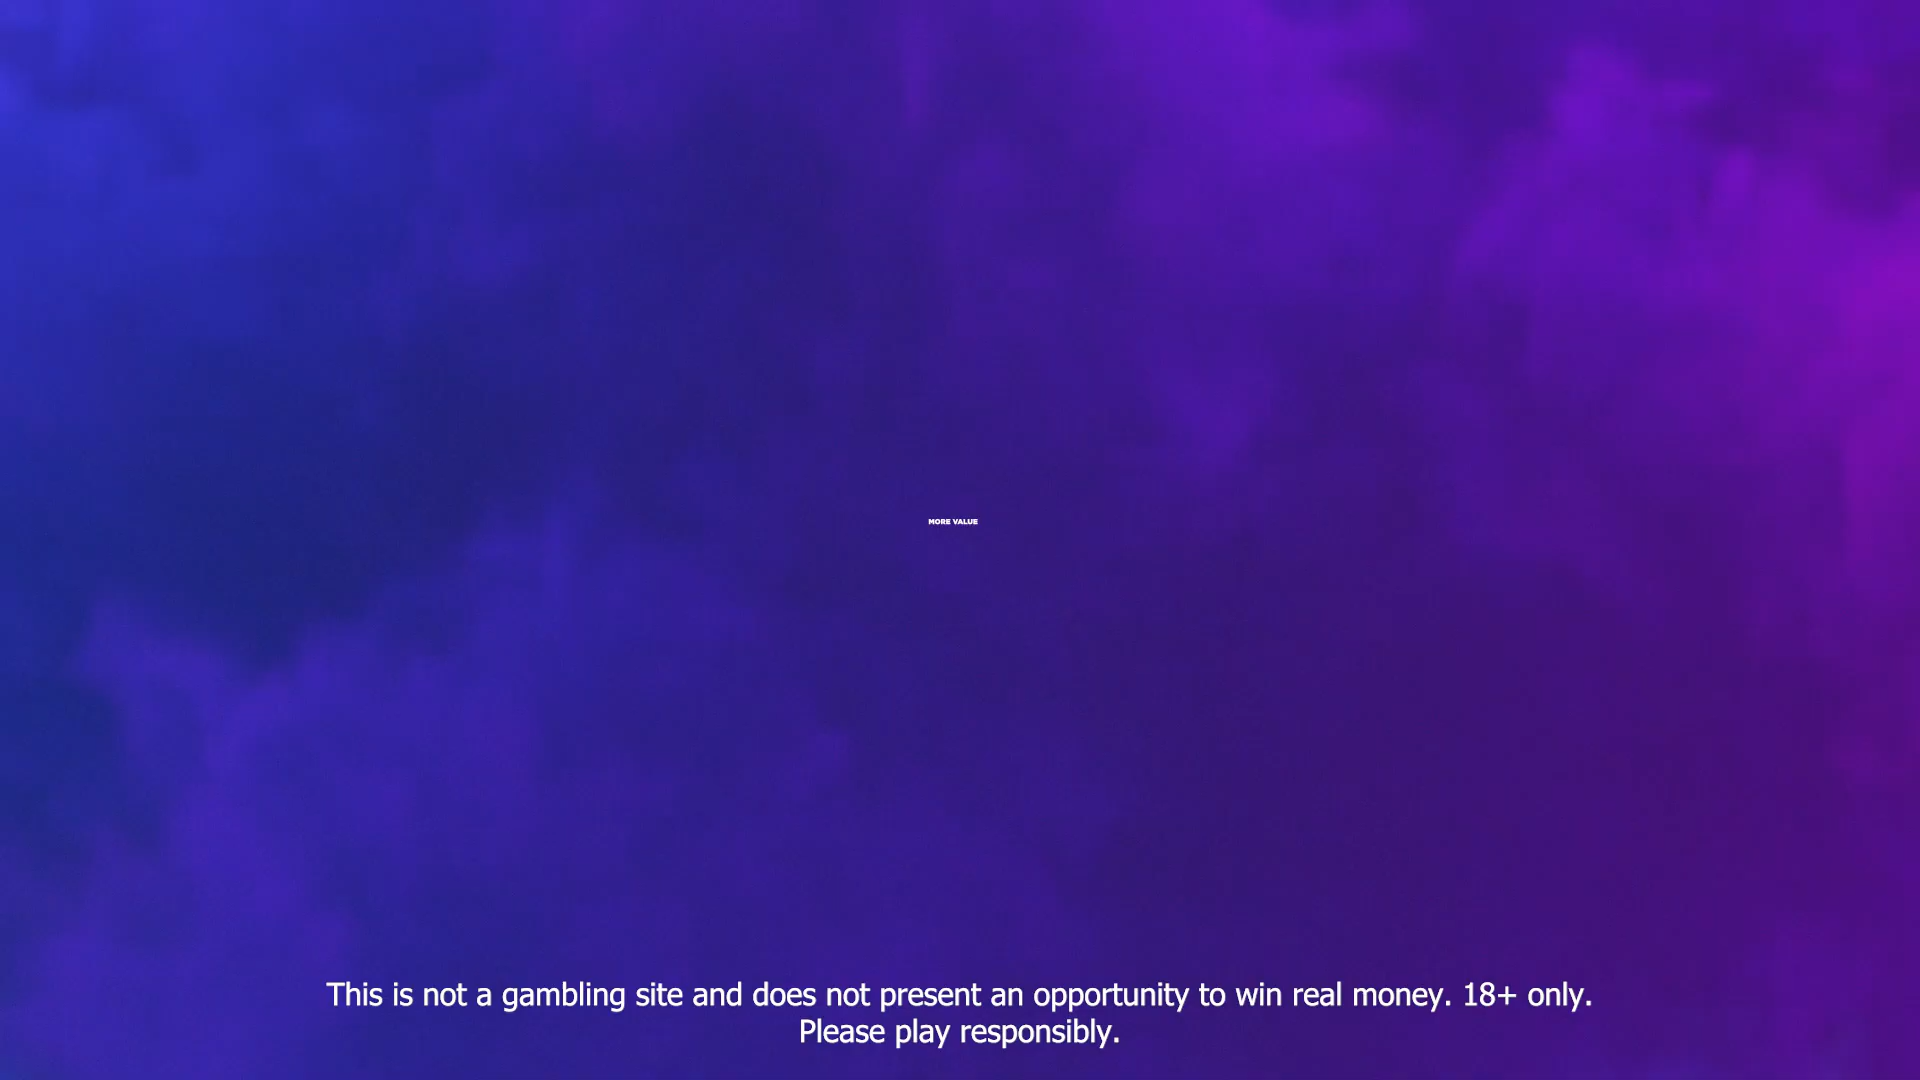 MORE VALUE
This is not a gambling site and does not present an opportunity to win real money. 18+ only.
Please play responsibly.